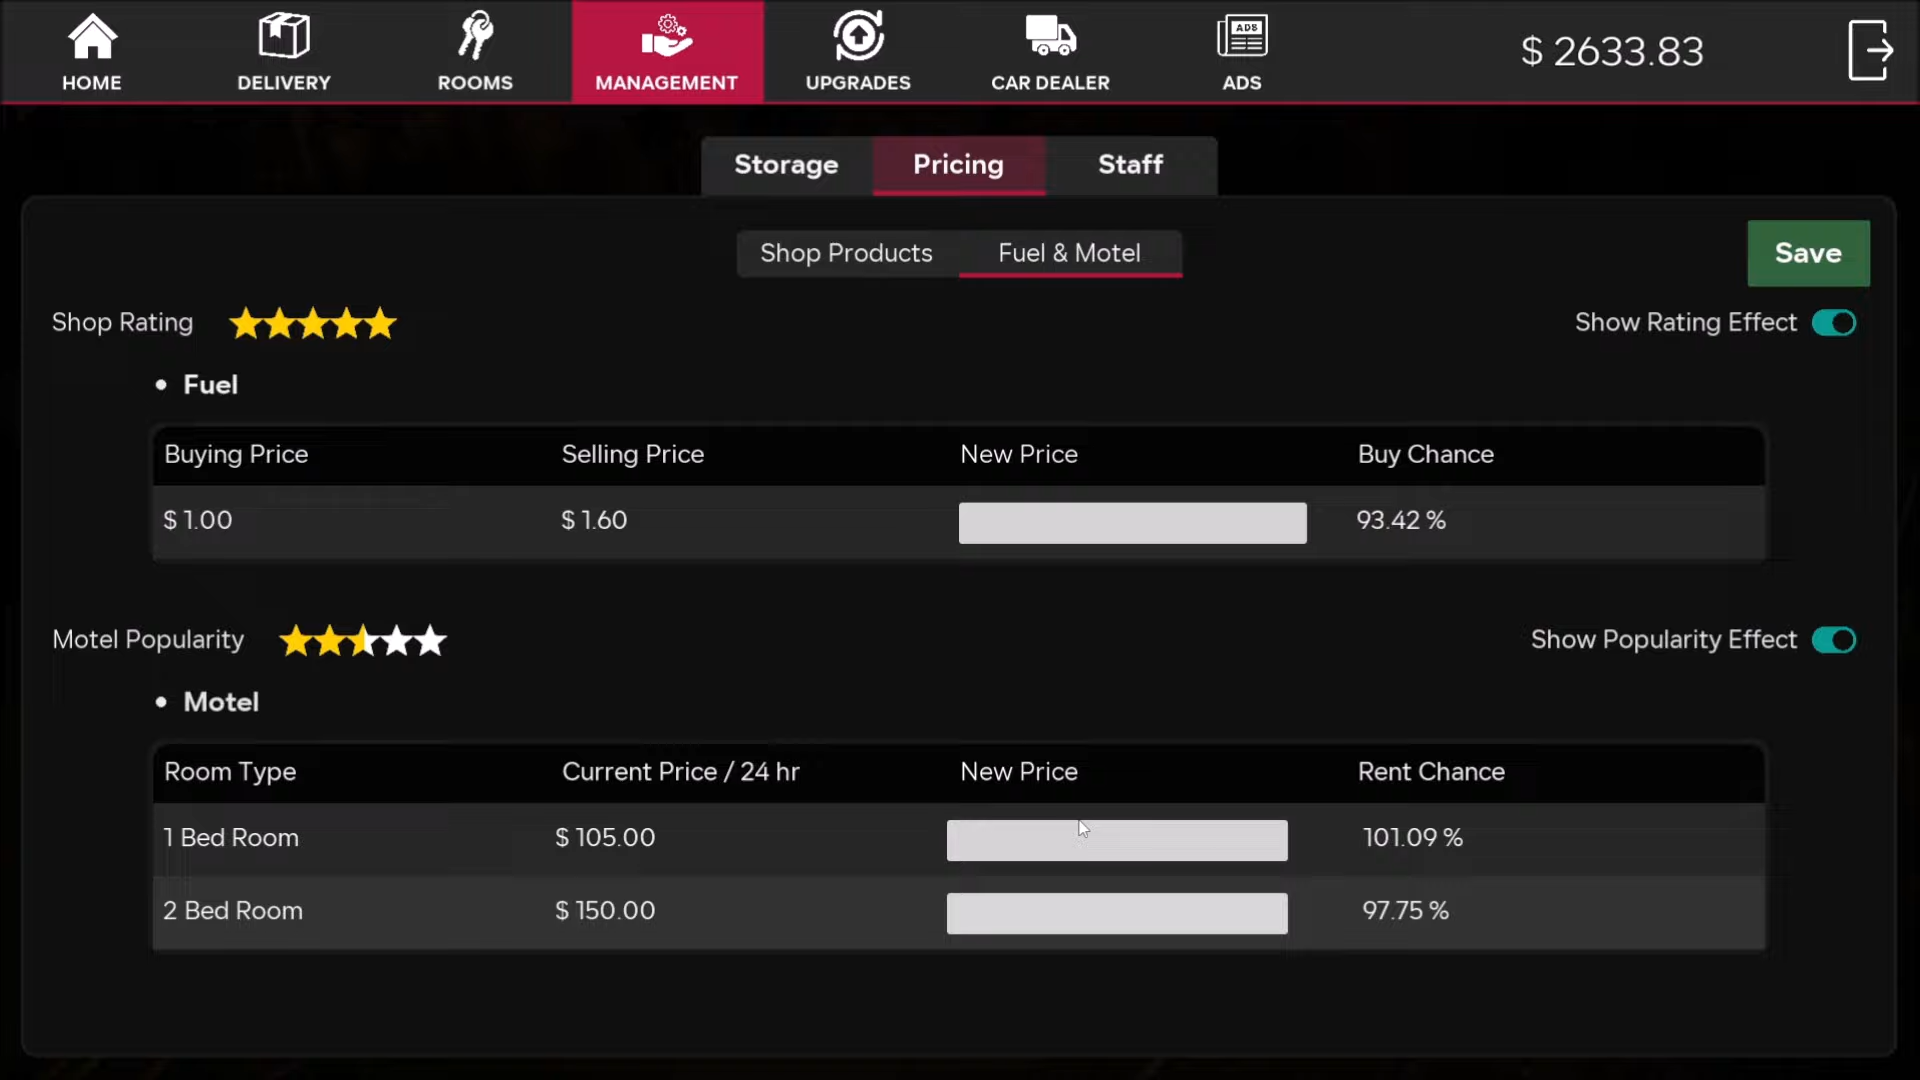 HOME
DELIVERY
ROOMS
MANAGEMENT
UPGRADES
CAR DEALER
ADS
ADS
$ 2633.83
Storage
Pricing
Staff
Shop Products
Fuel & Motel
Save
Shop Rating
Show Rating Effect
• Fuel
Buying Price
Selling Price
New Price
Buy Chance
$ 1.00
$ 1.60
93.42 %
Motel Popularity
Show Popularity Effect
• Motel
Room Type
Current Price / 24 hr
New Price
Rent Chance
1 Bed Room
$ 105.00
101.09 %
2 Bed Room
$ 150.00
97.75 %